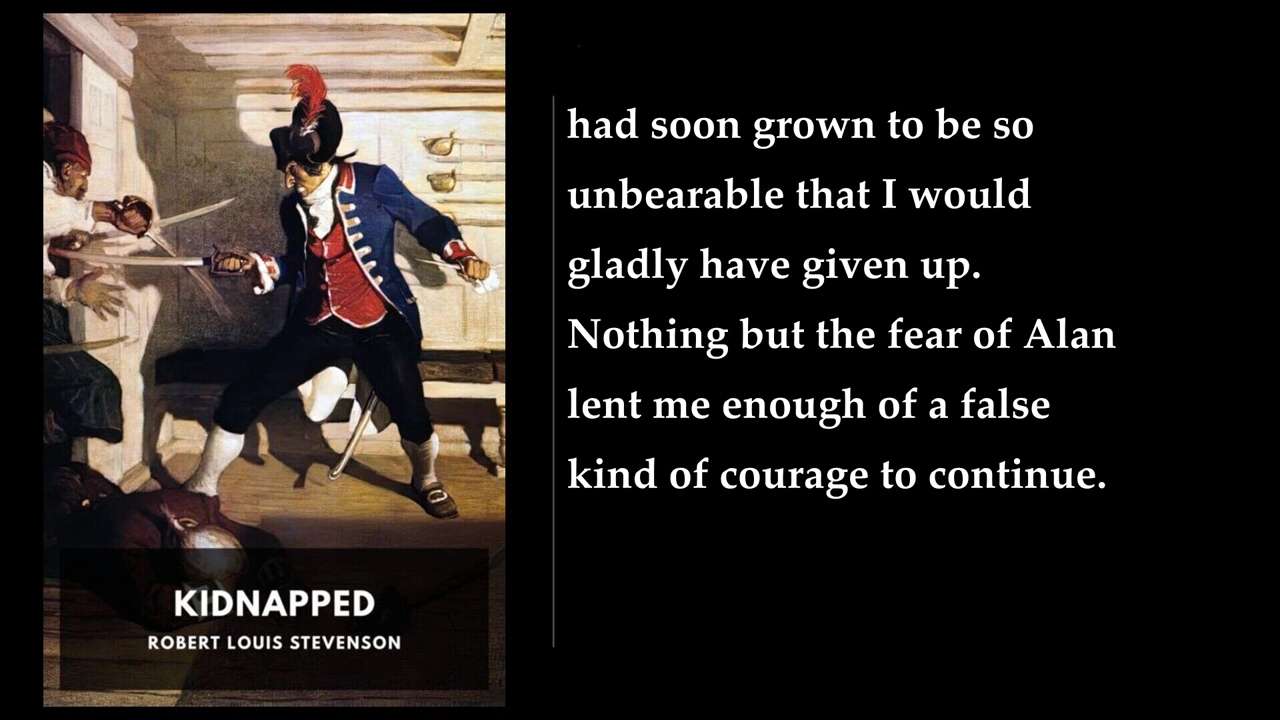 had soon grown to be so
unbearable that I would
gladly have given up.
Nothing but the fear of Alan
lent me enough of a false
kind of courage to continue.
KIDNAPPED
ROBERT LOUIS STEVENSON